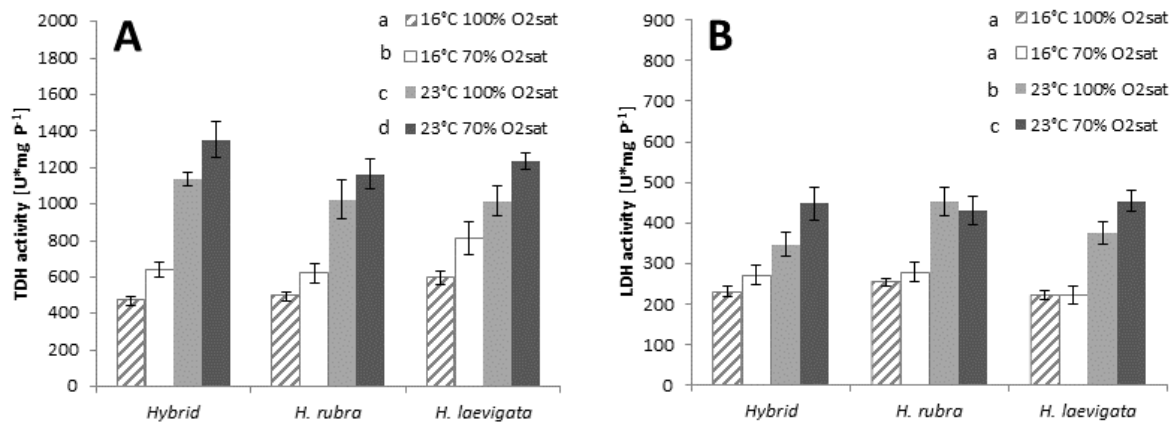 A
TDH activity [U*mg P-1]
2000
1800
1600
1400
1200
1000
800
600
400
200
0
a 16°C 100% O2sat
b 16°C 70% O2sat
c 23°C 100% O2sat
d 23°C 70% O2sat
Hybrid H. rubra H. laevigata
B
LDH activity [U*mg P-1]
900
800
700
600
500
400
300
200
100
0
a 16°C 100% O2sat
a 16°C 70% O2sat
b 23°C 100% O2sat
c 23°C 70% O2sat
Hybrid H. rubra H. laevigata